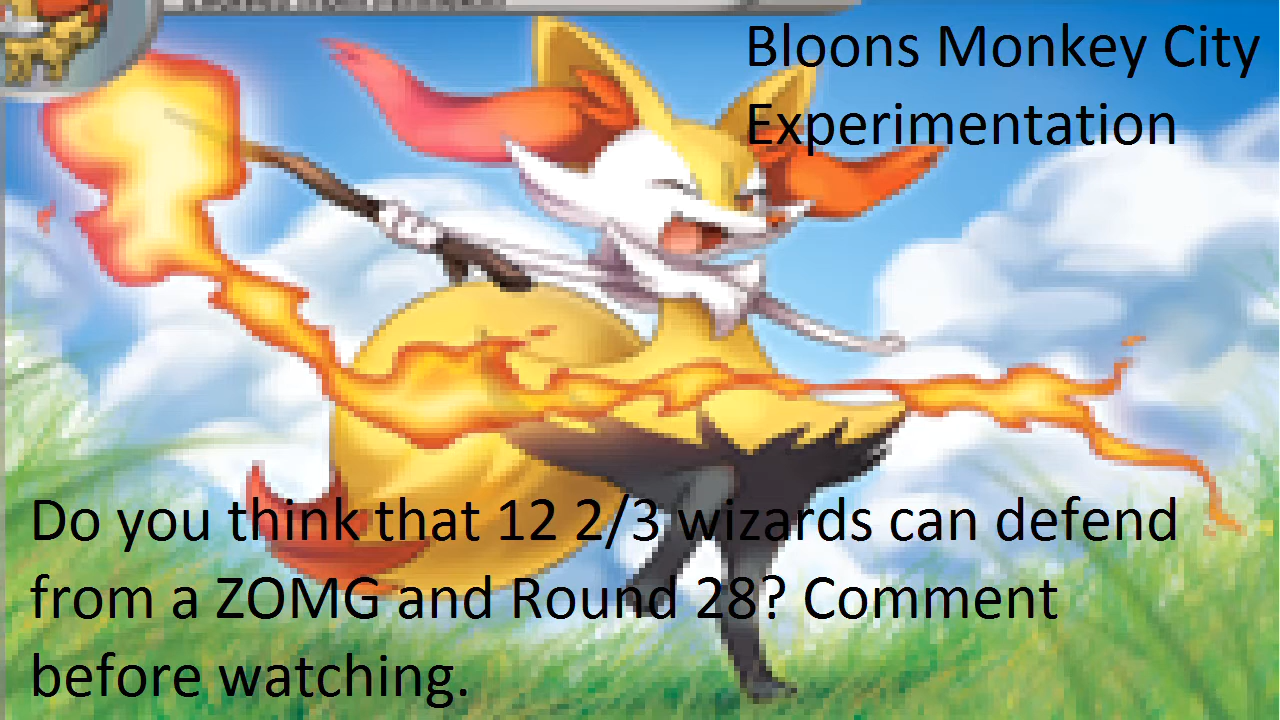 Bloons Monkey City
Experimentation
Do you think that 12 2/3 wizards can defend
from a ZOMG and Round 28? Comment
before watching.